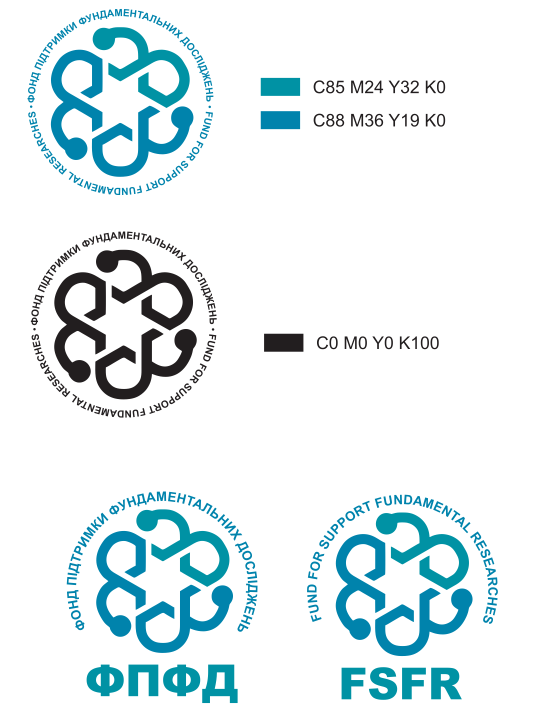 • ФОНД ПІДТРИМКИ ФУНДАМЕНТАЛЬНИХ ДОСЛІДЖЕНЬ •
FUND FOR SUPPORT FUNDAMENTAL RESEARCHES
C85 M24 Y32 K0
C88 M36 Y19 K0
• ФОНД ПІДТРИМКИ ФУНДАМЕНТАЛЬНИХ ДОСЛІДЖЕНЬ •
FUND FOR SUPPORT FUNDAMENTAL RESEARCHES
C0 M0 Y0 K100
ФОНД ПІДТРИМКИ ФУНДАМЕНТАЛЬНИХ ДОСЛІДЖЕНЬ
ФПФД
FUND FOR SUPPORT FUNDAMENTAL RESEARCHES
FSFR